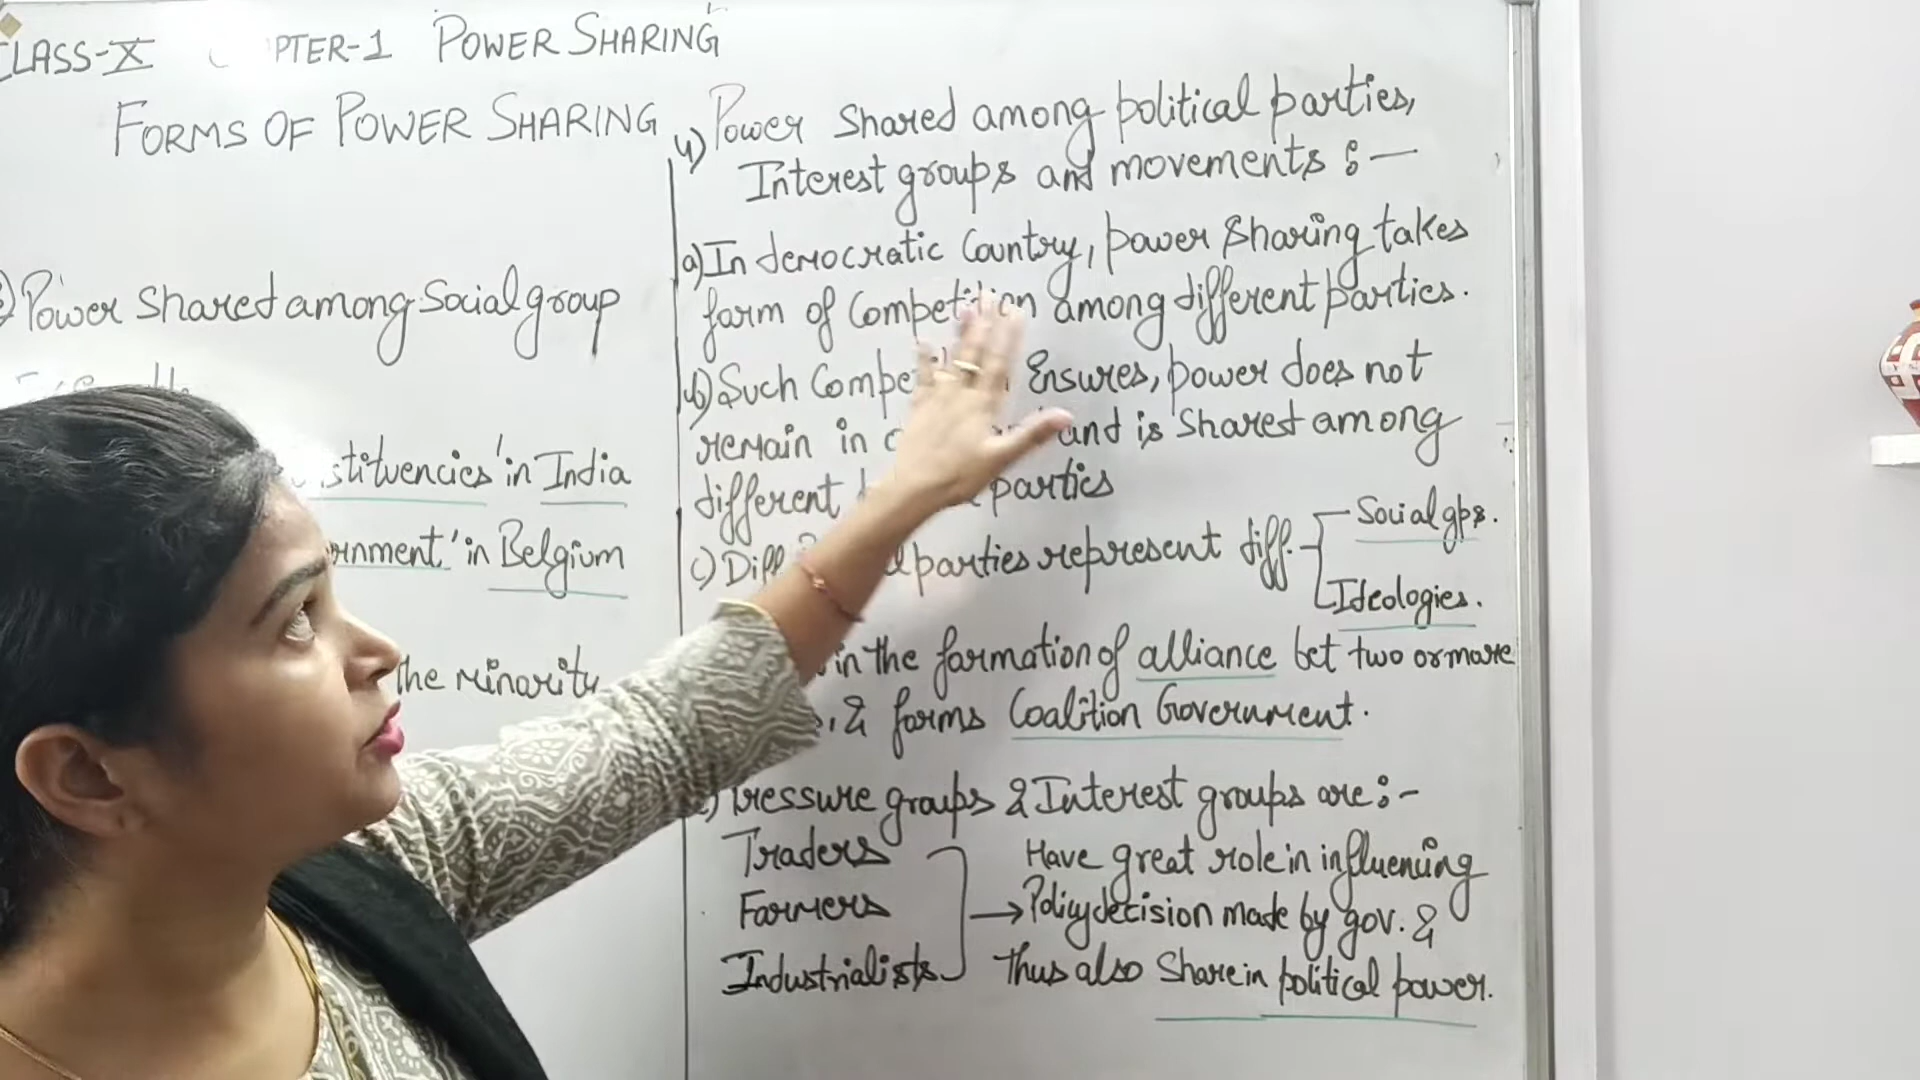 CLASS-X PTER-1 POWER SHARING
FORMS OF POWER SHARING
Power Shared among Social group
stituencies' in India
rnment,' in Belgium
the minority
4) Power Shared among political parties,
Interest groups and movements :-
a) In democratic Country, power Sharing takes
form of Competition among different parties.
b) Such Compe Ensures, power does not
remain in and is Shared among
different parties
c) Diff parties represent diff.
Social gps.
Ideologies.
in the formation of alliance bet two or more
& forms Coalition Government.
Pressure groups & Interest groups are :-
Traders
Farmers
Industrialists
Have great role in influencing
→ Policy decision made by gov. &
thus also Share in political power.